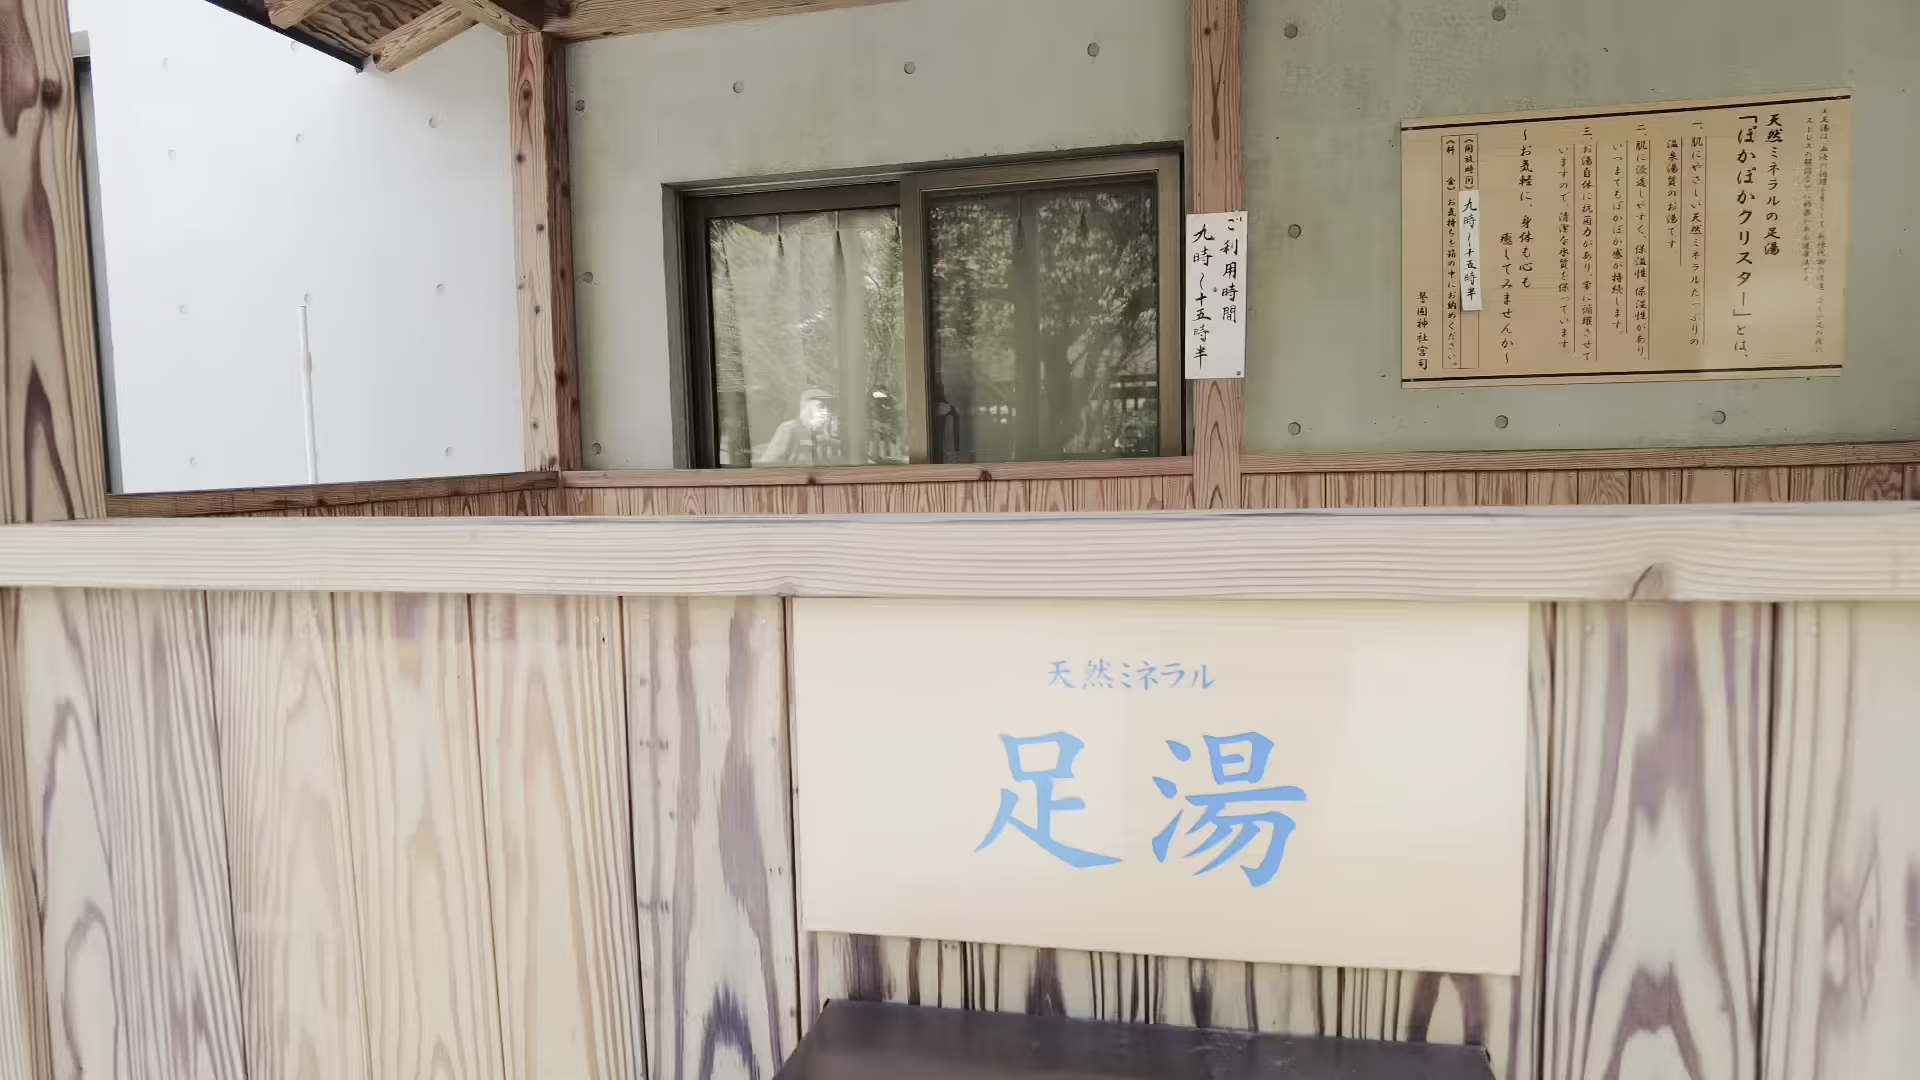 天然ミネラル
足湯
ご利用時間
九時〜十五時半
天然ミネラルの足湯
「ぽかぽかクリスター」とは、
一、肌にやさしい天然ミネラルたっぷりの
温泉湯質のお湯です。
二、肌に浸透しやすく、保温性、保湿性があり、
いつまでもぽかぽか感が持続します。
三、お湯自体に抗菌力があり、常に循環させて
いますので、清潔な水質を保っています。
〜お気軽に、身体も心も
癒してみませんか〜
《開放時間》九時〜十五時半
《料金》お気持ちを箱の中にお納めください。
神社宮司